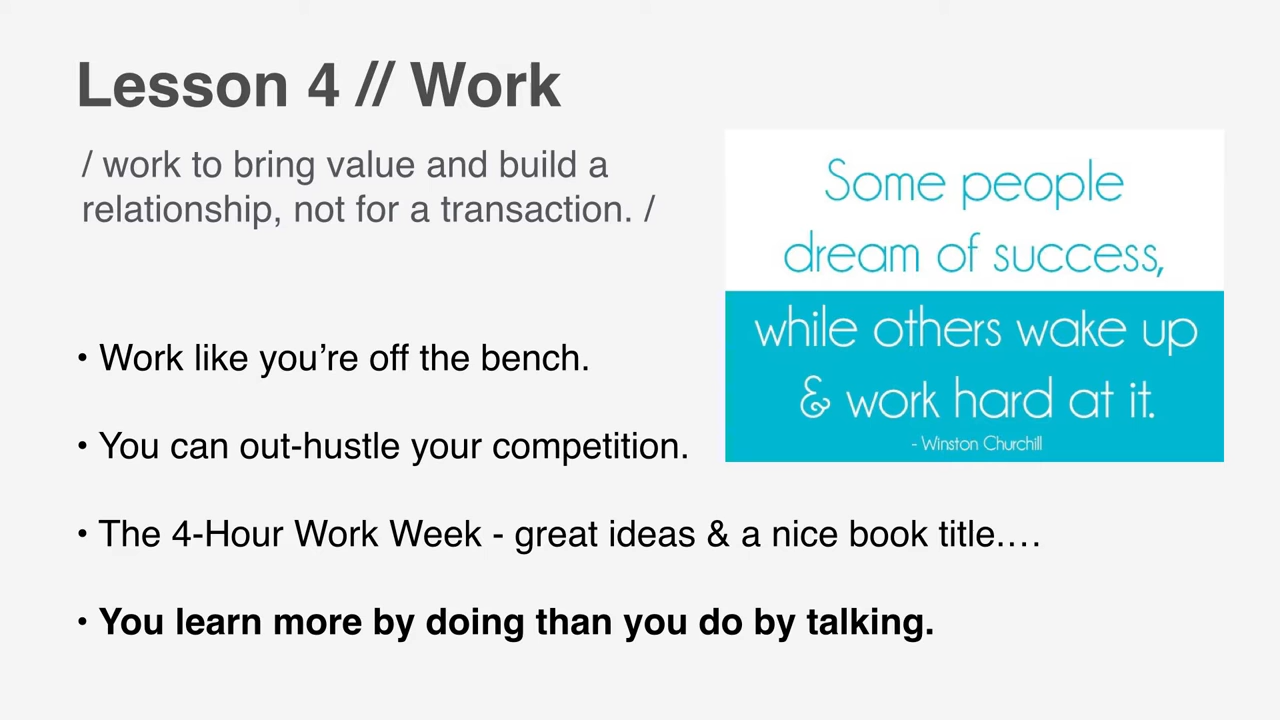 Lesson 4 // Work
/ work to bring value and build a
relationship, not for a transaction. /
Some people
dream of success,
while others wake up
& work hard at it.
- Winston Churchill
• Work like you’re off the bench.
• You can out-hustle your competition.
• The 4-Hour Work Week - great ideas & a nice book title.…
• You learn more by doing than you do by talking.